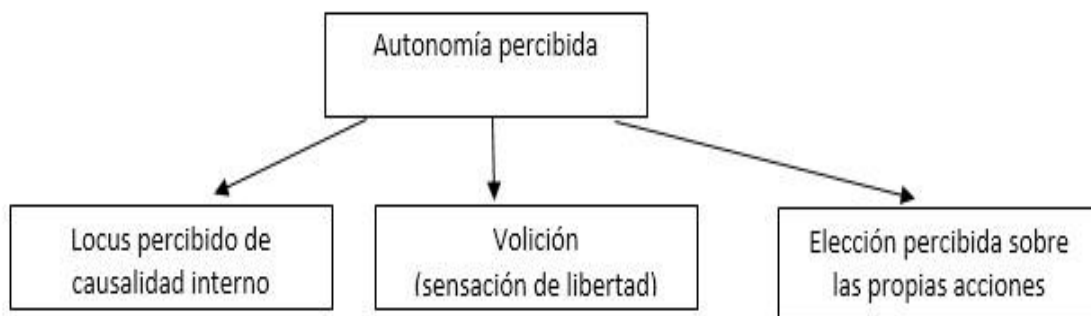 Autonomía percibida
Locus percibido de
causalidad interno
Volición
(sensación de libertad)
Elección percibida sobre
las propias acciones